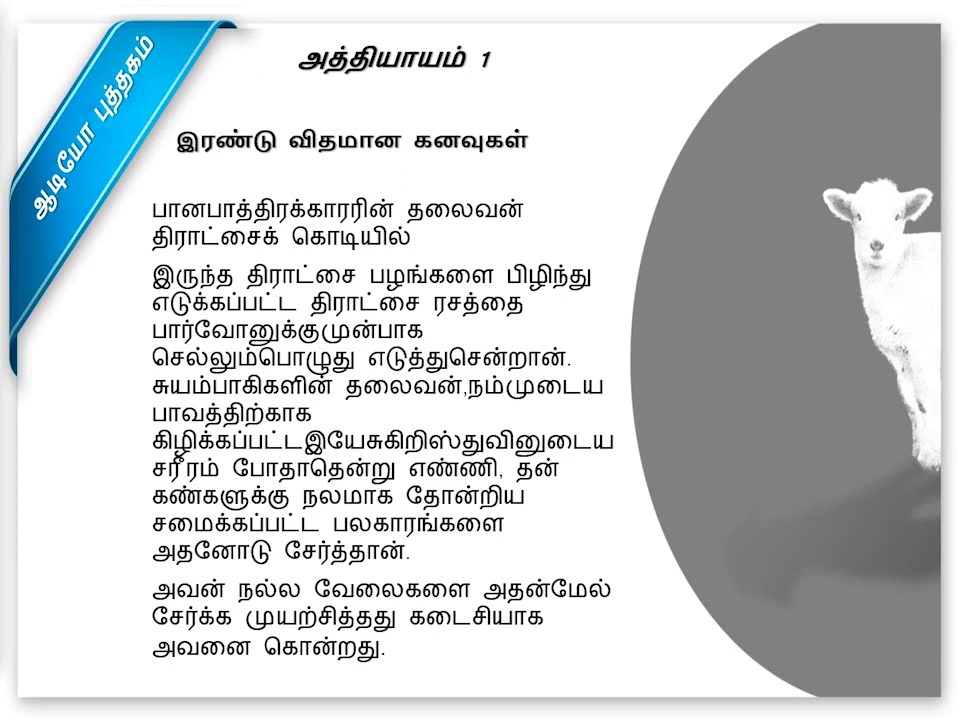 ஆடியோ புத்தகம்
அத்தியாயம் 1
இரண்டு விதமான கனவுகள்
பானபாத்திரக்காரரின் தலைவன்
திராட்சைக் கொடியில்
இருந்த திராட்சை பழங்களை பிழிந்து
எடுக்கப்பட்ட திராட்சை ரசத்தை
பார்வோனுக்குமுன்பாக
செல்லும்பொழுது எடுத்துசென்றான்.
சுயம்பாகிகளின் தலைவன்,நம்முடைய
பாவத்திற்காக
கிழிக்கப்பட்டஇயேசுகிறிஸ்துவினுடைய
சரீரம் போதாதென்று எண்ணி, தன்
கண்களுக்கு நலமாக தோன்றிய
சமைக்கப்பட்ட பலகாரங்களை
அதனோடு சேர்த்தான்.
அவன் நல்ல வேலைகளை அதன்மேல்
சேர்க்க முயற்சித்தது கடைசியாக
அவனை கொன்றது.